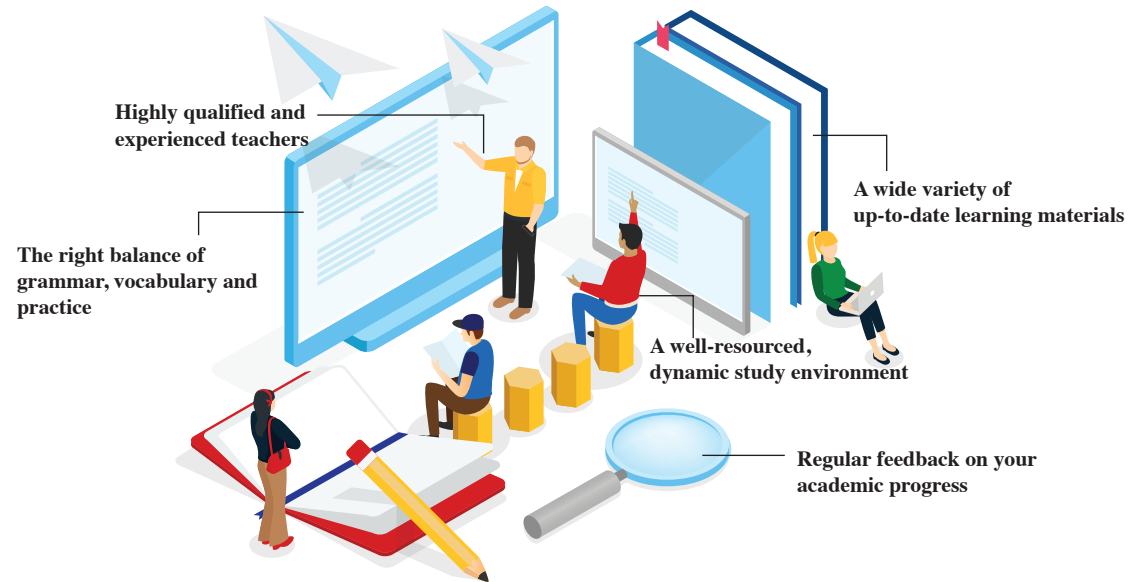 Highly qualified and
experienced teachers
The right balance of
grammar, vocabulary and
practice
A wide variety of
up-to-date learning materials
A well-resourced,
dynamic study environment
Regular feedback on your
academic progress